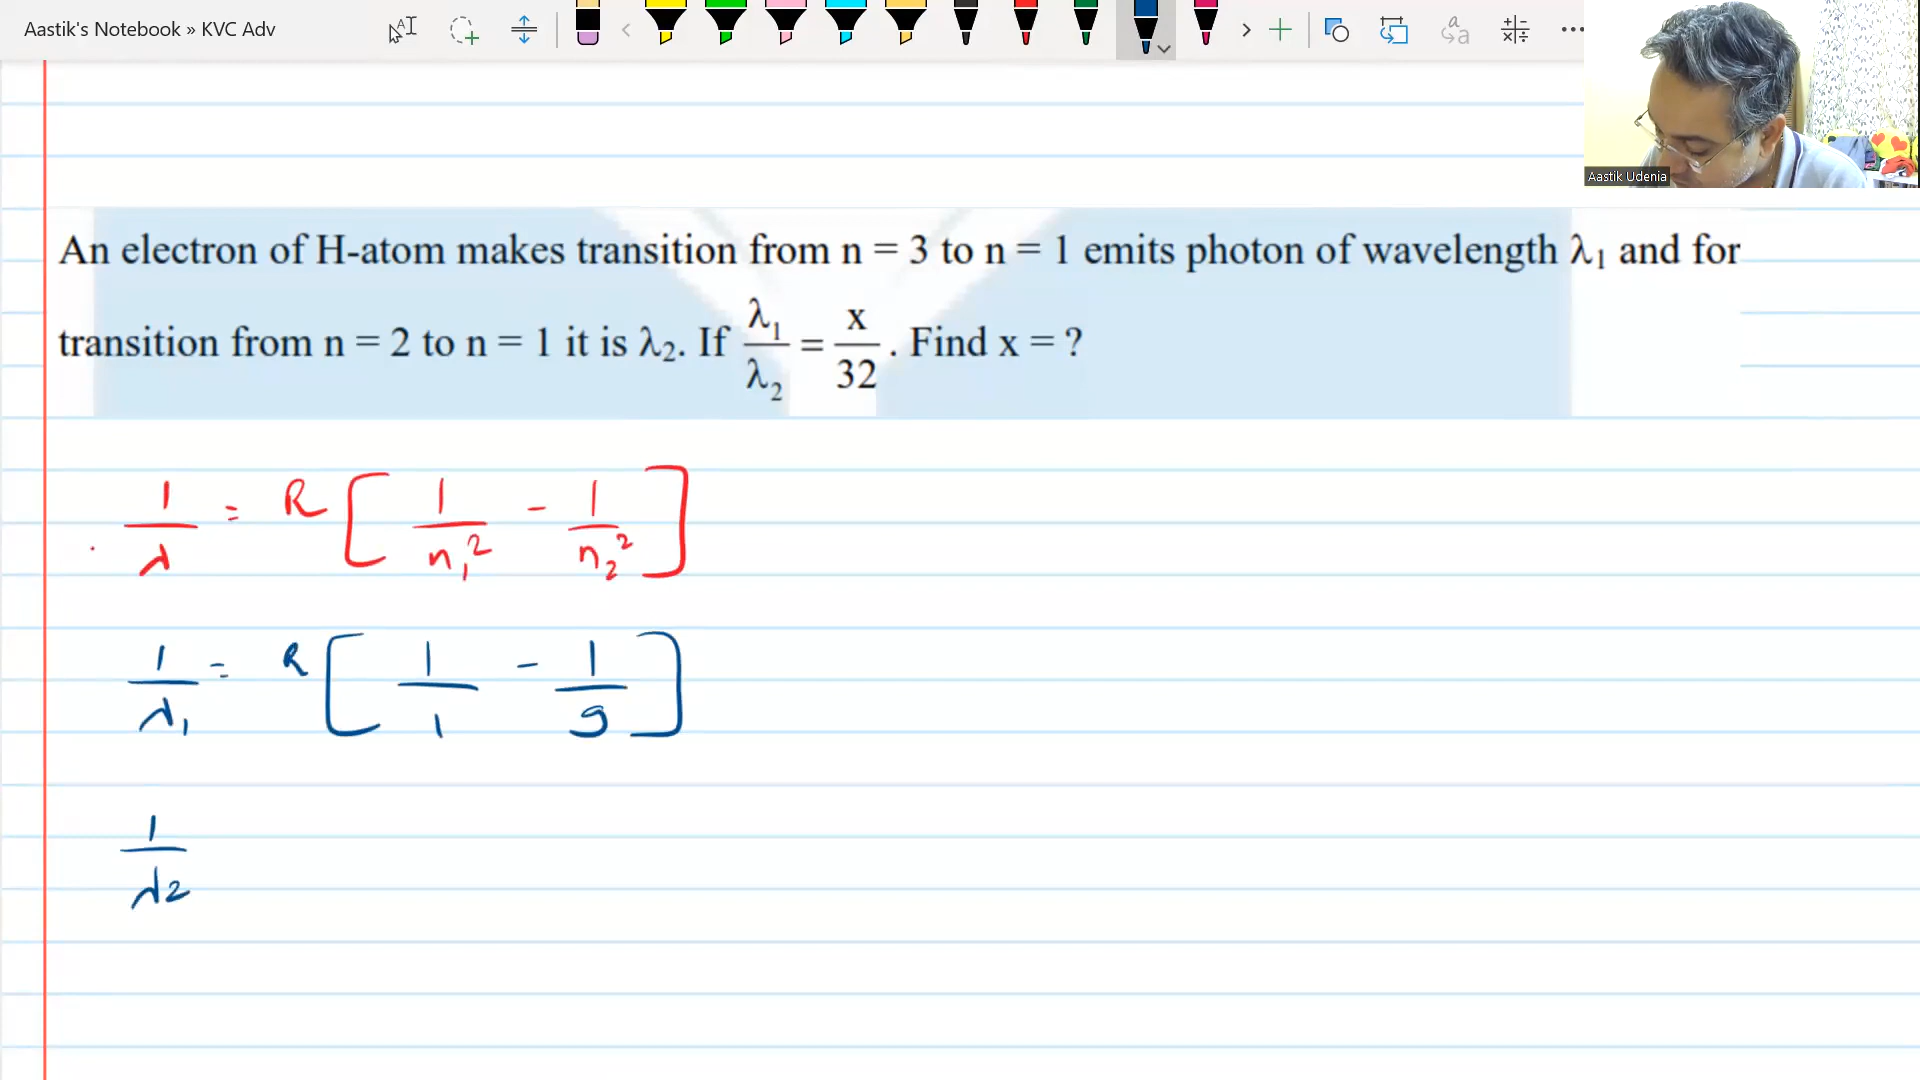 Aastik's Notebook » KVC Adv
Aastik Udenia
An electron of H-atom makes transition from n = 3 to n = 1 emits photon of wavelength λ₁ and for
transition from n = 2 to n = 1 it is λ₂. If λ₁/λ₂ = x/32 . Find x = ?
1/λ = R [ 1/n₁² - 1/n₂² ]
1/λ₁ = R [ 1/1 - 1/9 ]
1/λ2